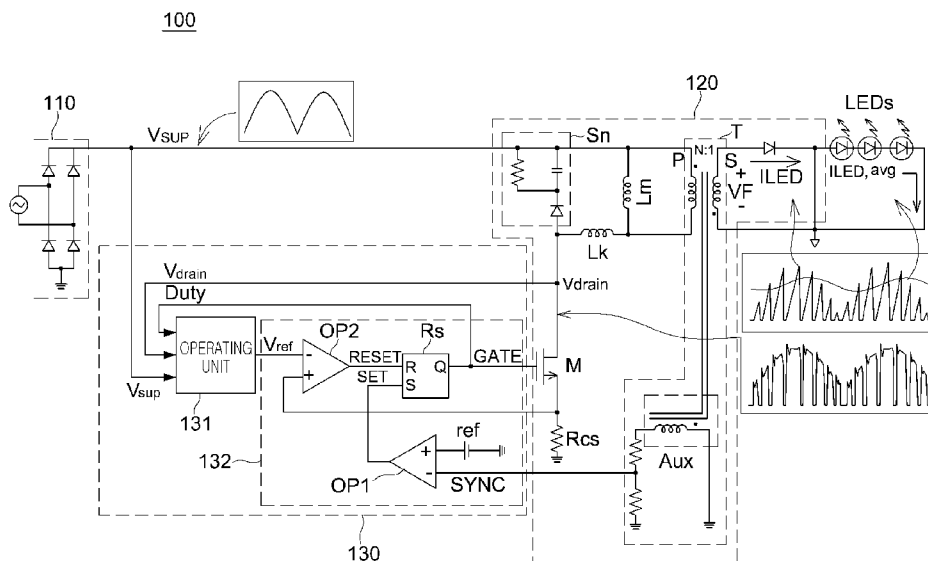 100
110
VSUP
120
Sn
T
LEDs
N:1
P
S
ILED
+
VF
-
ILED, avg
Lm
Lk
Vdrain
Duty
Vdrain
OPERATING
UNIT
Vref
OP2
-
+
RESET
SET
Rs
R
Q
S
GATE
M
Vsup
131
132
ref
+
-
OP1
SYNC
Rcs
Aux
130